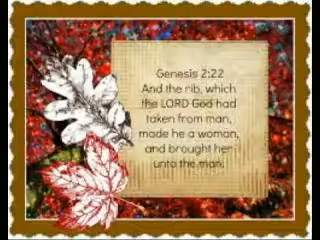 Genesis 2:22
And the rib, which
the LORD God had
taken from man,
made he a woman,
and brought her
unto the man.